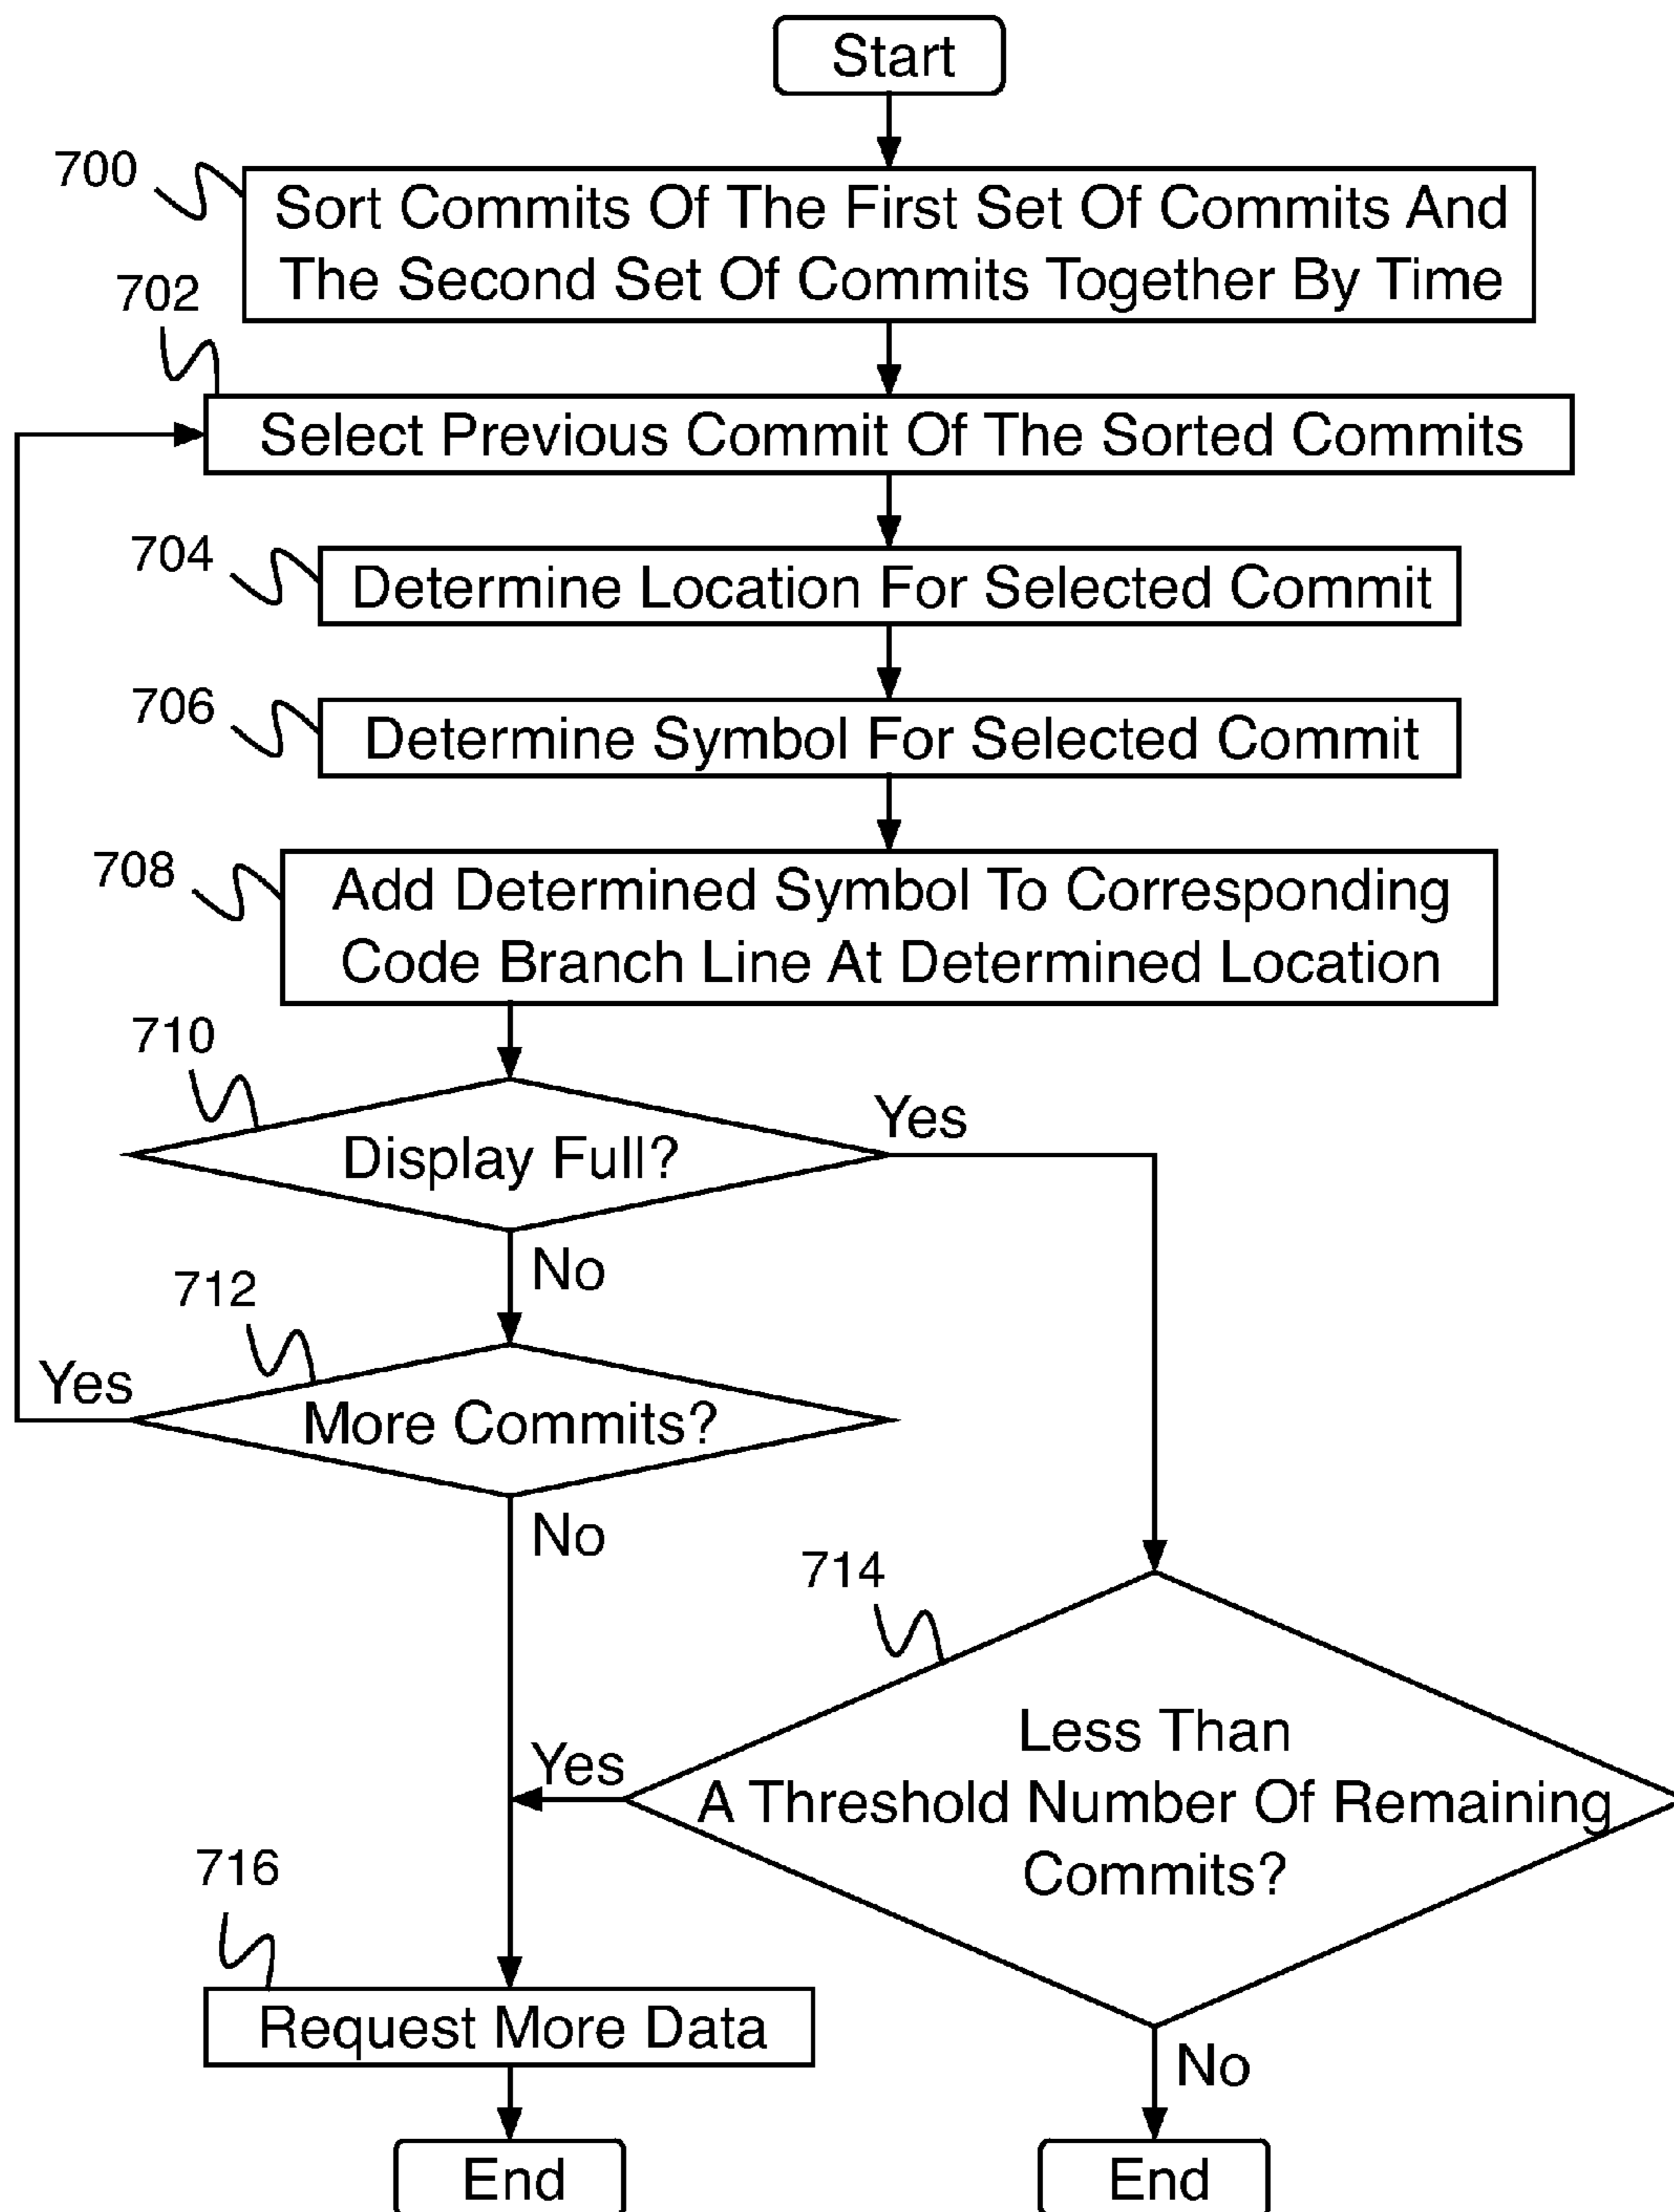 Start
700
Sort Commits Of The First Set Of Commits And
The Second Set Of Commits Together By Time
702
Select Previous Commit Of The Sorted Commits
704
Determine Location For Selected Commit
706
Determine Symbol For Selected Commit
708
Add Determined Symbol To Corresponding
Code Branch Line At Determined Location
710
Display Full?
Yes
No
712
More Commits?
Yes
No
714
Less Than
A Threshold Number Of Remaining
Commits?
Yes
No
716
Request More Data
End
End